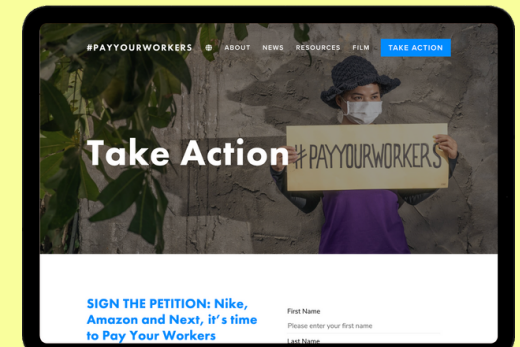 #PAYYOURWORKERS ABOUT NEWS RESOURCES FILM TAKE ACTION
Take Action
#PAYYOURWORKERS
SIGN THE PETITION: Nike,
Amazon and Next, it's time
to Pay Your Workers
First Name
Please enter your first name
Last Name